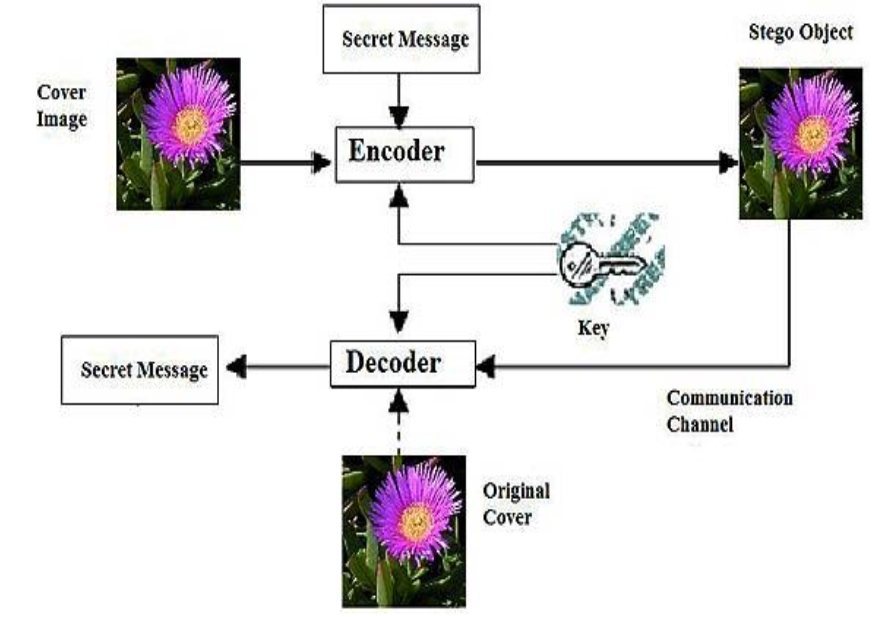 Secret Message
Stego Object
Cover
Image
Encoder
Key
Secret Message
Decoder
Communication
Channel
Original
Cover